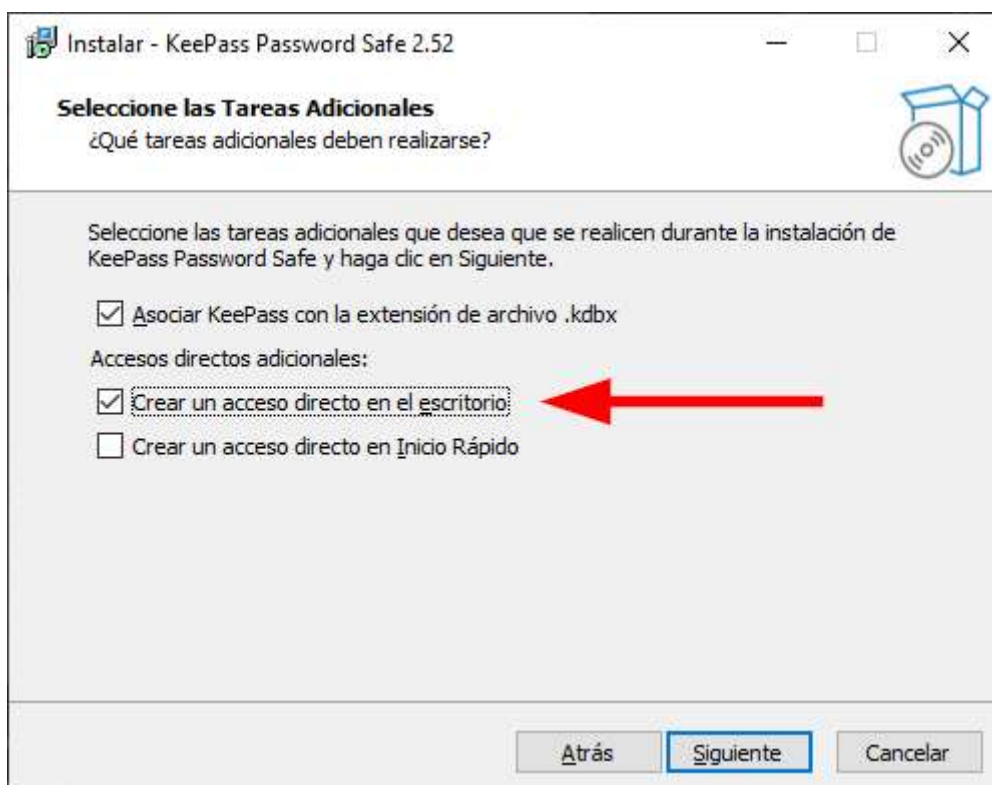 Instalar - KeePass Password Safe 2.52
Seleccione las Tareas Adicionales
¿Qué tareas adicionales deben realizarse?
Seleccione las tareas adicionales que desea que se realicen durante la instalación de
KeePass Password Safe y haga clic en Siguiente.
Asociar KeePass con la extensión de archivo .kdbx
Accesos directos adicionales:
Crear un acceso directo en el escritorio
Crear un acceso directo en Inicio Rápido
Atrás Siguiente Cancelar